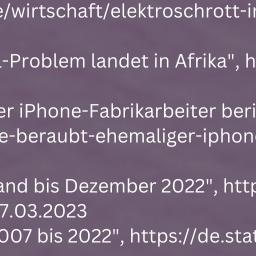 e/wirtschaft/elektroschrott-i
-Problem landet in Afrika", h
er iPhone-Fabrikarbeiter beri
e-beraubt-ehemaliger-iphon
and bis Dezember 2022", http
7.03.2023
007 bis 2022", https://de.stat